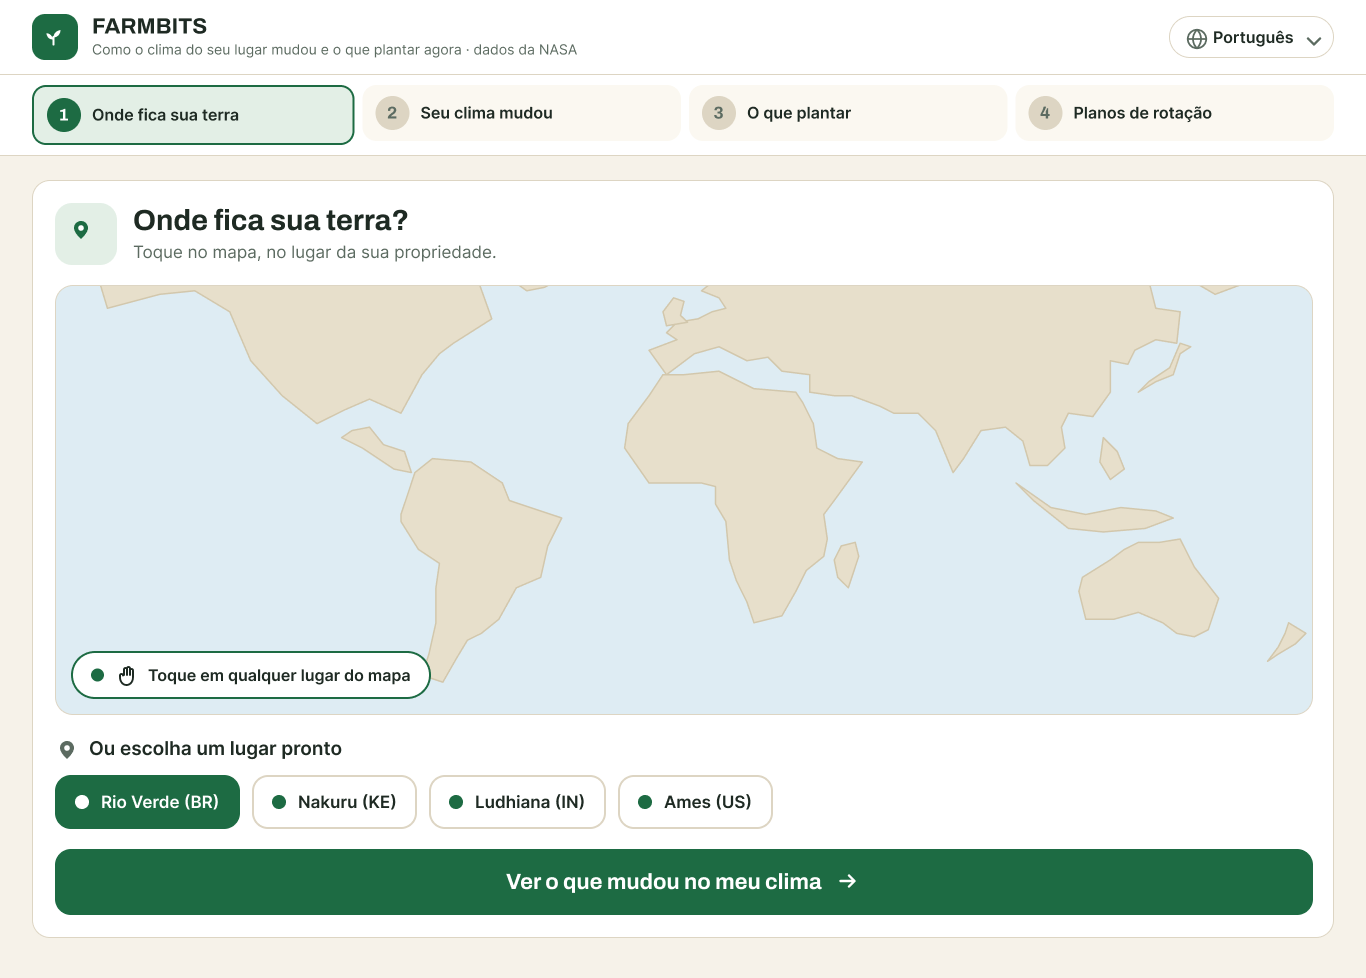 FARMBITS
Como o clima do seu lugar mudou e o que plantar agora · dados da NASA
Português
1 Onde fica sua terra
2 Seu clima mudou
3 O que plantar
4 Planos de rotação
Onde fica sua terra?
Toque no mapa, no lugar da sua propriedade.
Toque em qualquer lugar do mapa
Ou escolha um lugar pronto
Rio Verde (BR)
Nakuru (KE)
Ludhiana (IN)
Ames (US)
Ver o que mudou no meu clima →